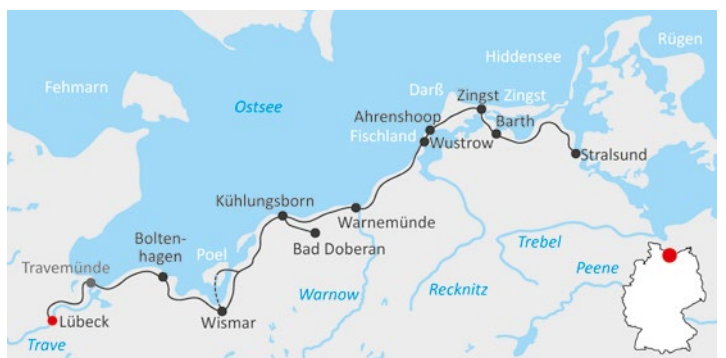 Rügen
Hiddensee
Fehmarn
Darß
Zingst
Zingst
Ostsee
Ahrenshoop
Barth
Fischland
Wustrow
Stralsund
Kühlungsborn
Warnemünde
Bolten-
hagen
Poel
Bad Doberan
Trebel
Travemünde
Peene
Warnow
Recknitz
Lübeck
Wismar
Trave